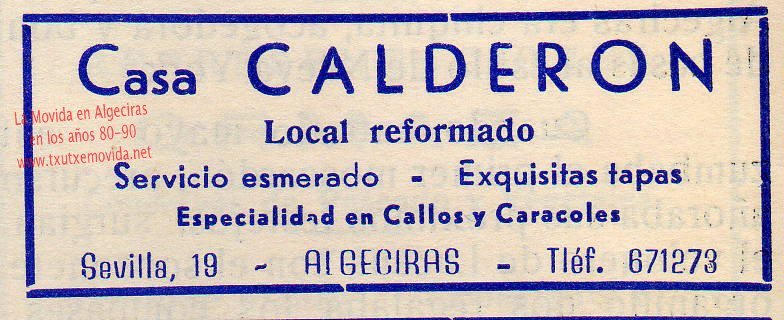 Casa CALDERON
La Movida en Algeciras
en los años 80-90
www.txutxemovida.net
Local reformado
Servicio esmerado - Exquisitas tapas
Especialidad en Callos y Caracoles
Sevilla, 19 - ALGECIRAS - Tléf. 671273